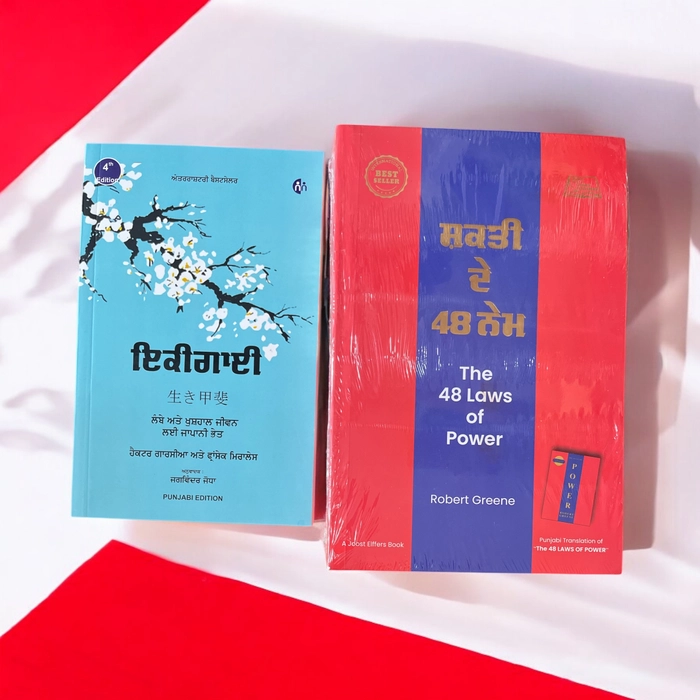 4th
Edition
ਅੰਤਰਰਾਸ਼ਟਰੀ ਬੈਸਟਸੇਲਰ
ਇਕੀਗਾਈ
生き甲斐
ਲੰਬੇ ਅਤੇ ਖੁਸ਼ਹਾਲ ਜੀਵਨ
ਲਈ ਜਾਪਾਨੀ ਭੇਤ
ਹੈਕਟਰ ਗਾਰਸੀਆ ਅਤੇ ਫ੍ਰਾਂਸੇਕ ਮਿਰਾਲੇਸ
ਅਨੁਵਾਦਕ
ਜਗਵਿੰਦਰ ਜੋਧਾ
PUNJABI EDITION
BEST
SELLER
ਸ਼ਕਤੀ
ਦੇ
48 ਨੇਮ
The
48 Laws
of
Power
Robert Greene
POWER
A Joost Elffers Book
Punjabi Translation of
"The 48 LAWS OF POWER"